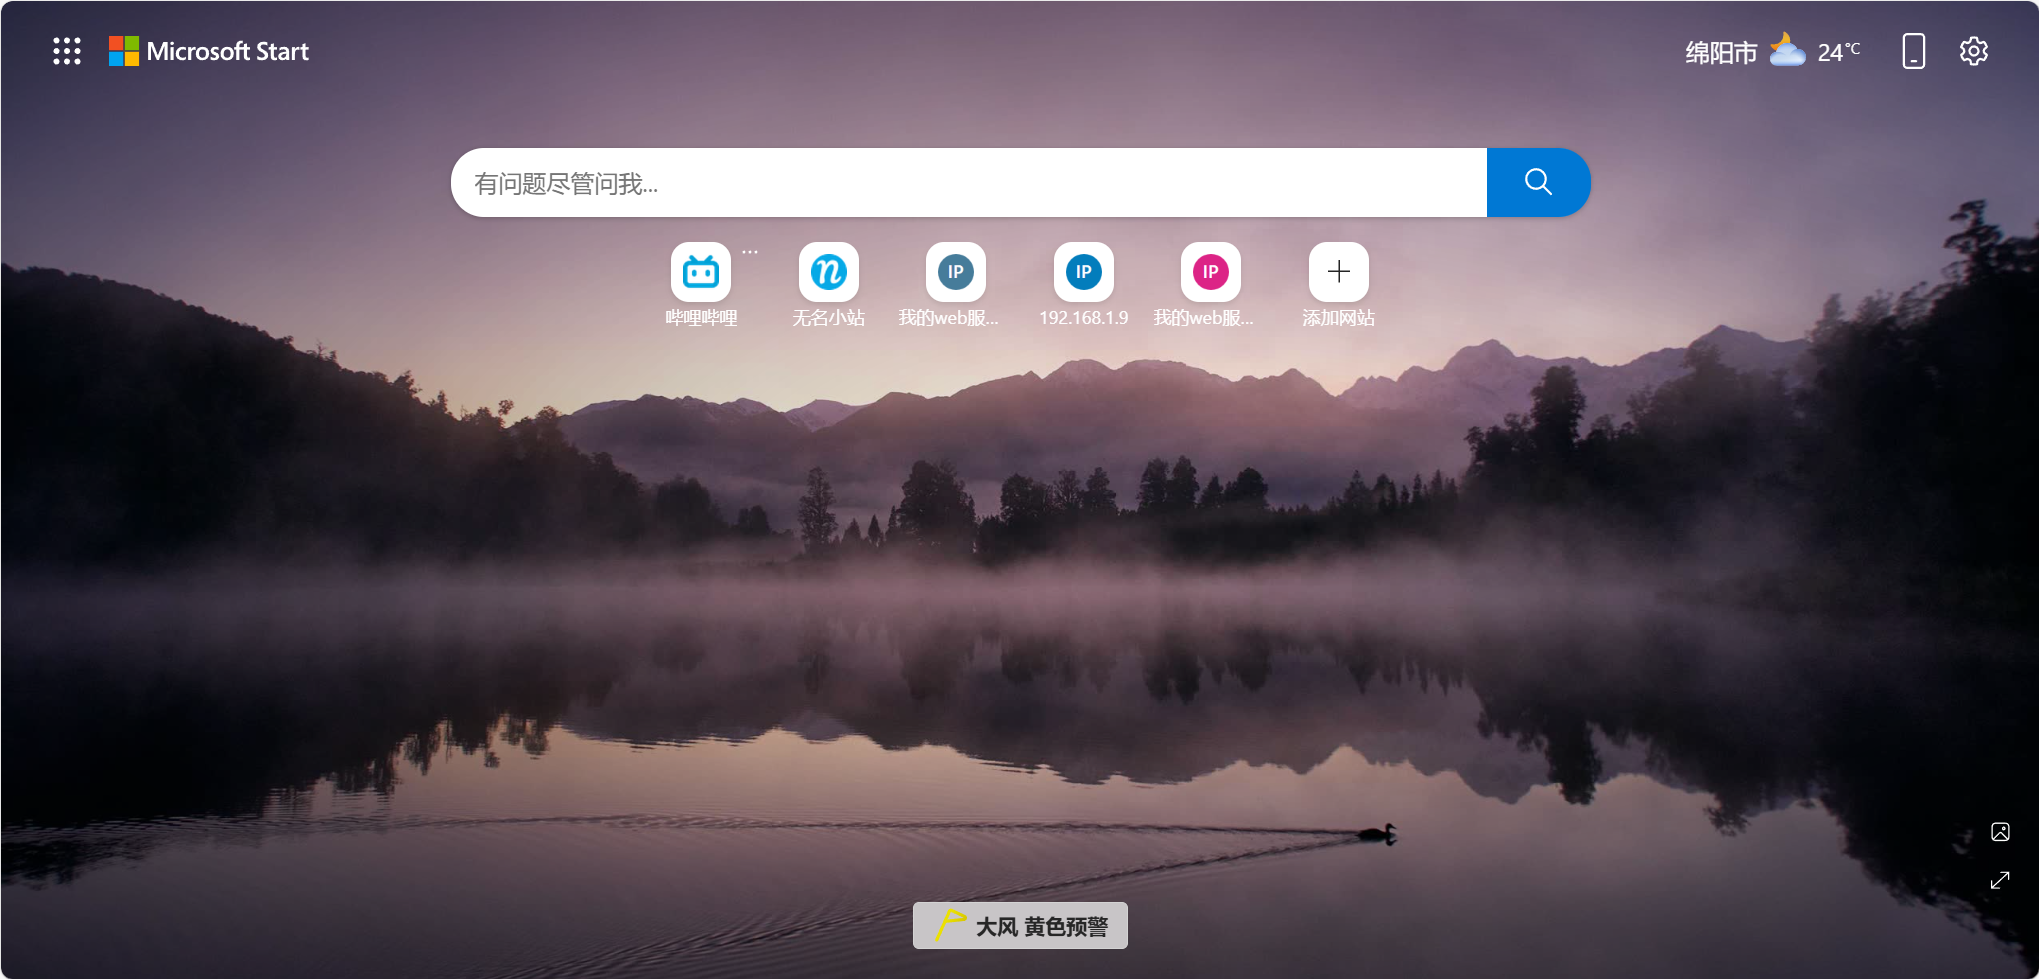 Microsoft Start
绵阳市 24°C
有问题尽管问我...
IP IP IP
哔哩哔哩 无名小站 我的web服... 192.168.1.9 我的web服... 添加网站
大风 黄色预警